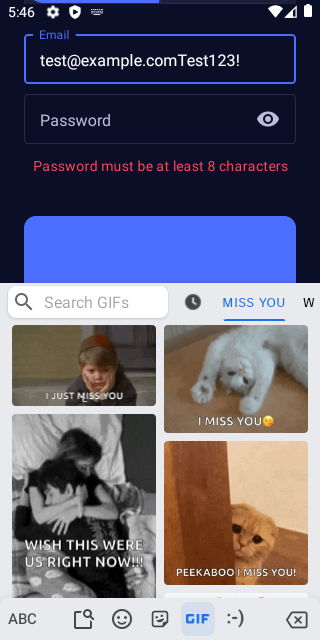 5:46
Email
test@example.comTest123!
Password
Password must be at least 8 characters
Search GIFs
MISS YOU
W
I JUST MISS YOU
I MISS YOU😘
WISH THIS WERE
US RIGHT NOW!!!
PEEKABOO I MISS YOU!
ABC
GIF
:-)